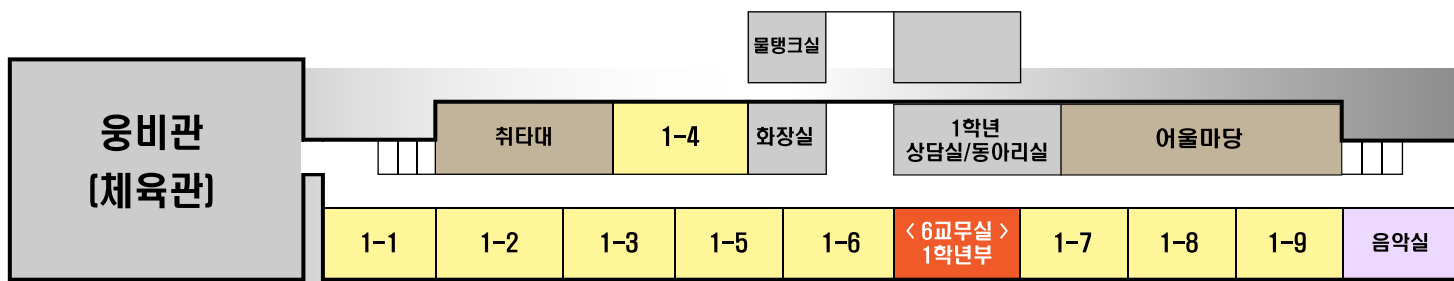 물탱크실
웅비관
(체육관)
취타대
1-4
화장실
1학년
상담실/동아리실
어울마당
1-1
1-2
1-3
1-5
1-6
< 6교무실 >
1학년부
1-7
1-8
1-9
음악실